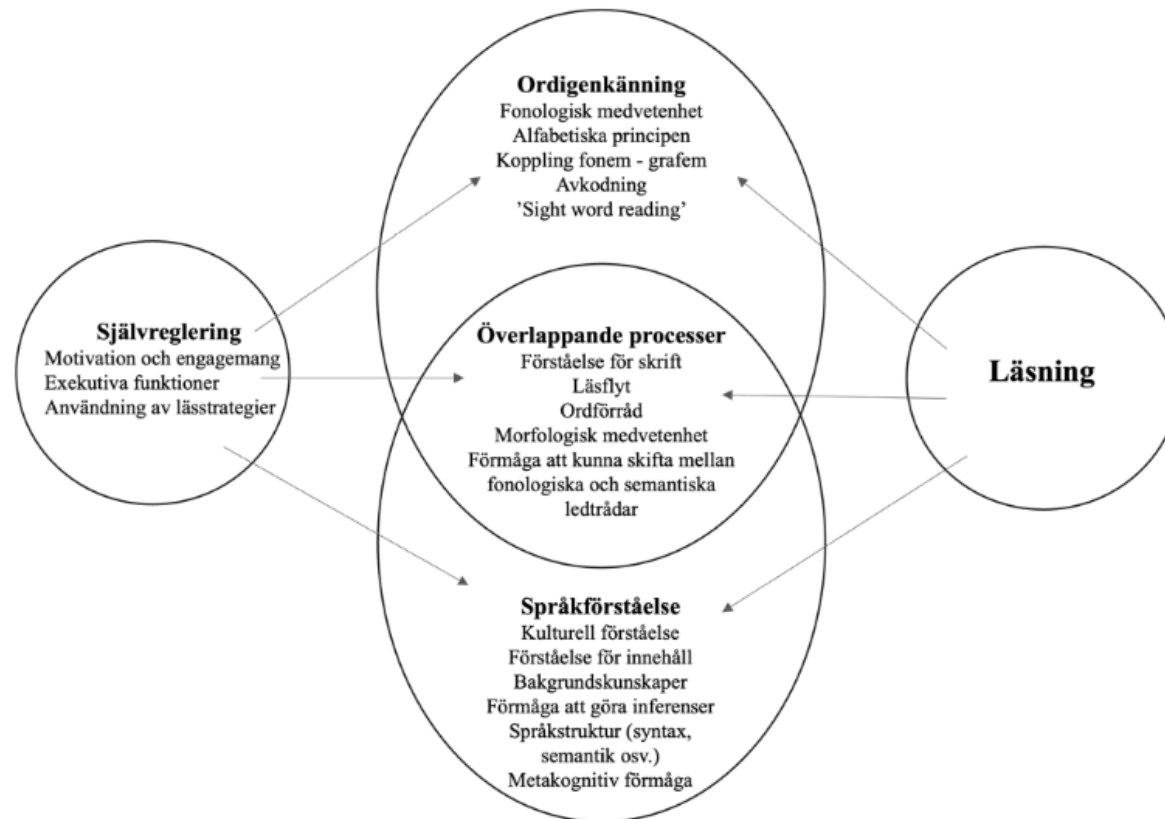 Ordigenkänning
Fonologisk medvetenhet
Alfabetiska principen
Koppling fonem - grafem
Avkodning
’Sight word reading’
Självreglering
Motivation och engagemang
Exekutiva funktioner
Användning av lässtrategier
Överlappande processer
Förståelse för skrift
Läsflyt
Ordförråd
Morfologisk medvetenhet
Förmåga att kunna skifta mellan
fonologiska och semantiska
ledtrådar
Läsning
Språkförståelse
Kulturell förståelse
Förståelse för innehåll
Bakgrundskunskaper
Förmåga att göra inferenser
Språkstruktur (syntax,
semantik osv.)
Metakognitiv förmåga